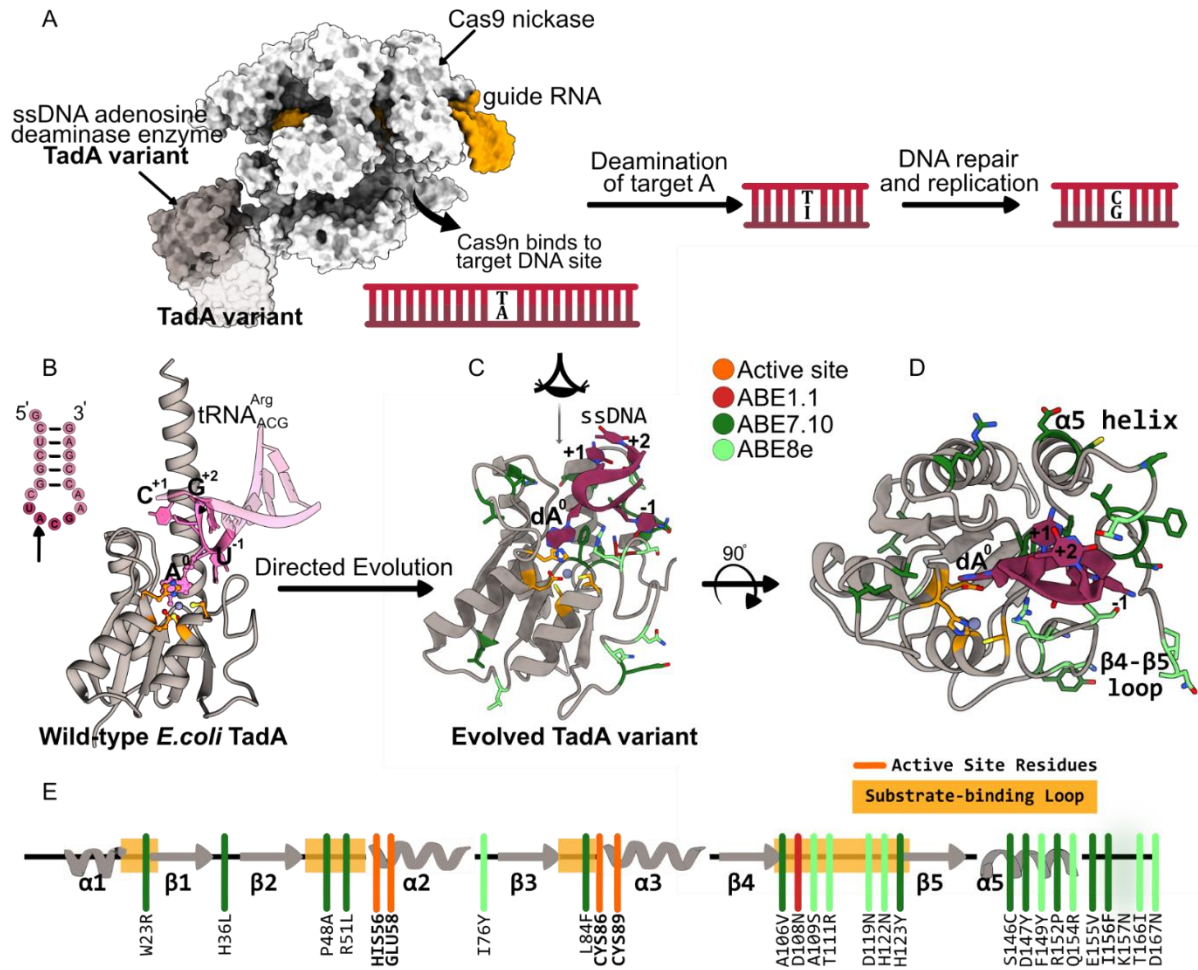 A
Cas9 nickase
guide RNA
ssDNA adenosine
deaminase enzyme
TadA variant
TadA variant
Cas9n binds to
target DNA site
T
A
Deamination
of target A
T
I
DNA repair
and replication
C
G
B
5'
3'
G
C
U
C
G
G
C
U
A
C
G
A
A
C
C
G
A
G
tRNA Arg ACG
C+1
G+2
U-1
A0
Wild-type E.coli TadA
Directed Evolution
C
ssDNA
+1
+2
dA0
-1
Evolved TadA variant
90°
Active site
ABE1.1
ABE7.10
ABE8e
D
α5 helix
+1
+2
dA0
-1
β4-β5
loop
E
Active Site Residues
Substrate-binding Loop
α1
β1
β2
α2
β3
α3
β4
β5
α5
W23R
H36L
P48A
R51L
HIS56
GLU58
I76Y
L84F
CYS86
CYS89
A106V
D108N
A109S
T111R
D119N
H122N
H123Y
S146C
D147Y
F149Y
R152P
Q154R
E155V
I156F
K157N
T166I
D167N